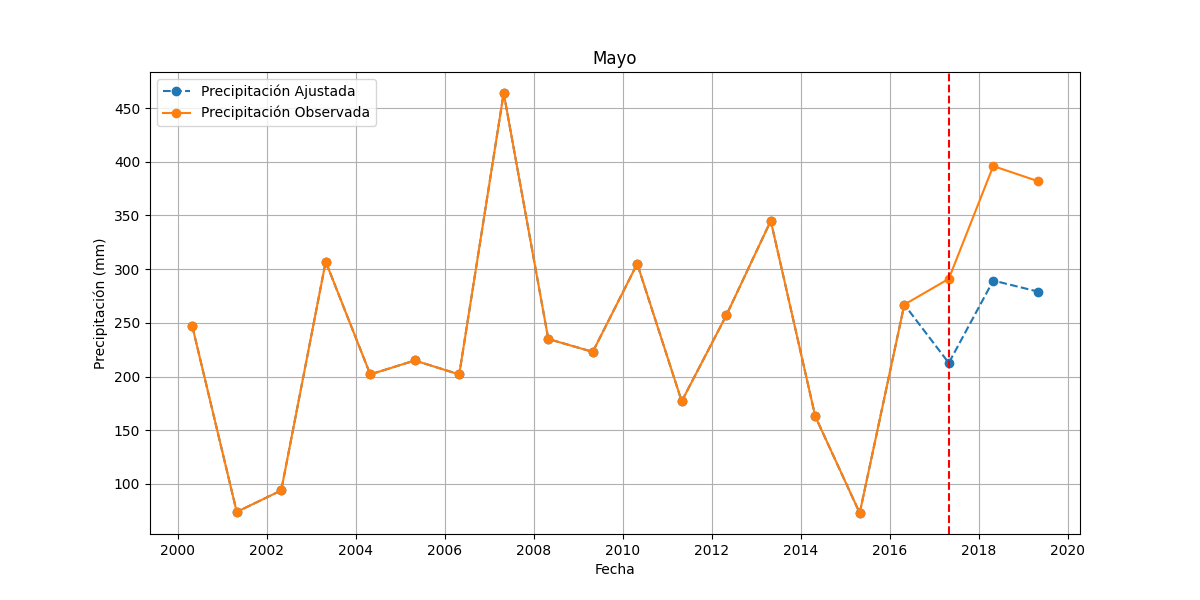 Mayo
Precipitación Ajustada
Precipitación Observada
Precipitación (mm)
450
400
350
300
250
200
150
100
2000 2002 2004 2006 2008 2010 2012 2014 2016 2018 2020
Fecha